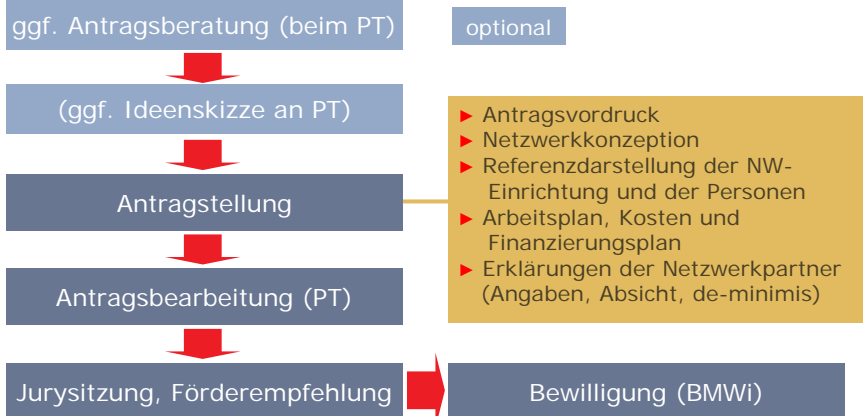 ggf. Antragsberatung (beim PT)
optional
(ggf. Ideenskizze an PT)
Antragstellung
► Antragsvordruck
► Netzwerkkonzeption
► Referenzdarstellung der NW-
Einrichtung und der Personen
► Arbeitsplan, Kosten und
Finanzierungsplan
► Erklärungen der Netzwerkpartner
(Angaben, Absicht, de-minimis)
Antragsbearbeitung (PT)
Jurysitzung, Förderempfehlung
Bewilligung (BMWi)